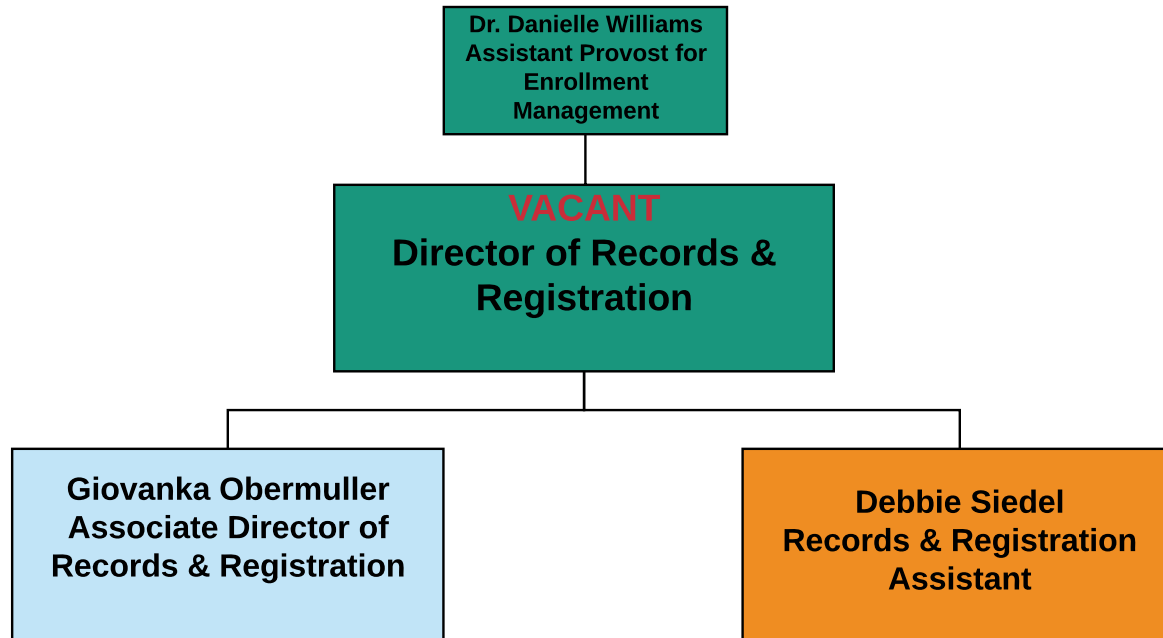 Dr. Danielle Williams
Assistant Provost for
Enrollment
Management
VACANT
Director of Records &
Registration
Giovanka Obermuller
Associate Director of
Records & Registration
Debbie Siedel
Records & Registration
Assistant